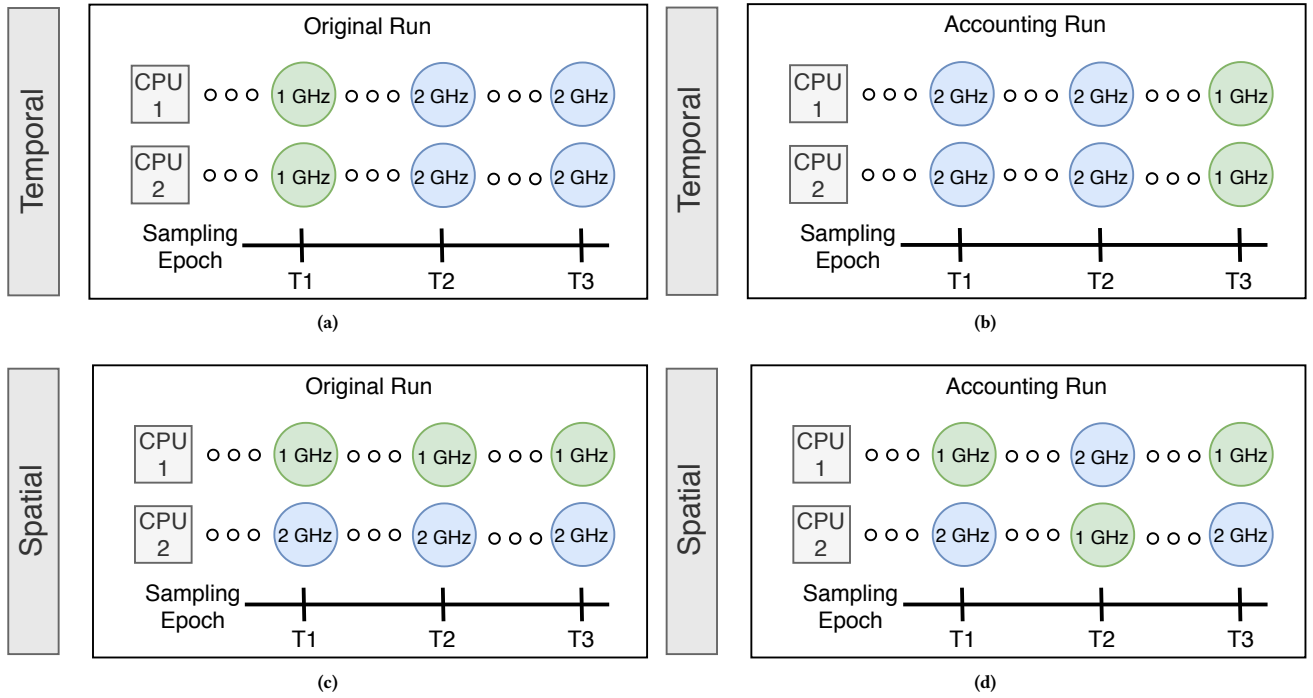 Temporal
Original Run
CPU
1
1 GHz
2 GHz
2 GHz
CPU
2
1 GHz
2 GHz
2 GHz
Sampling
Epoch
T1
T2
T3
(a)
Temporal
Accounting Run
CPU
1
2 GHz
2 GHz
1 GHz
CPU
2
2 GHz
2 GHz
1 GHz
Sampling
Epoch
T1
T2
T3
(b)
Spatial
Original Run
CPU
1
1 GHz
1 GHz
1 GHz
CPU
2
2 GHz
2 GHz
2 GHz
Sampling
Epoch
T1
T2
T3
(c)
Spatial
Accounting Run
CPU
1
1 GHz
2 GHz
1 GHz
CPU
2
2 GHz
1 GHz
2 GHz
Sampling
Epoch
T1
T2
T3
(d)